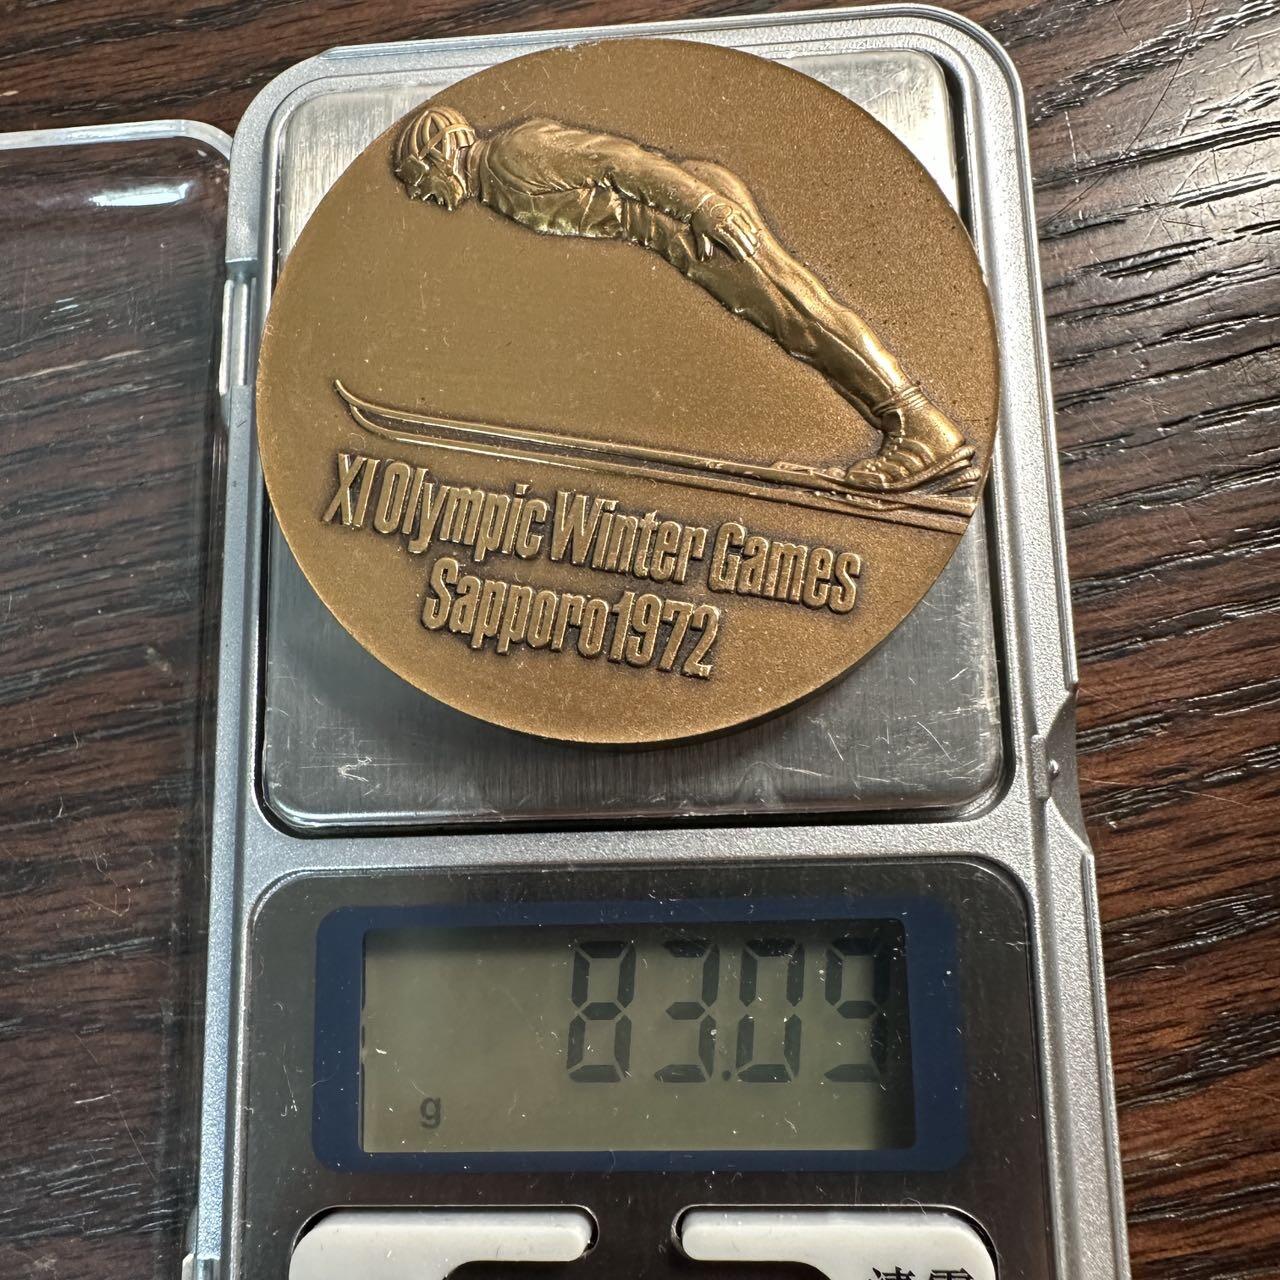 XI Olympic Winter Games
Sapporo 1972
83.09
g